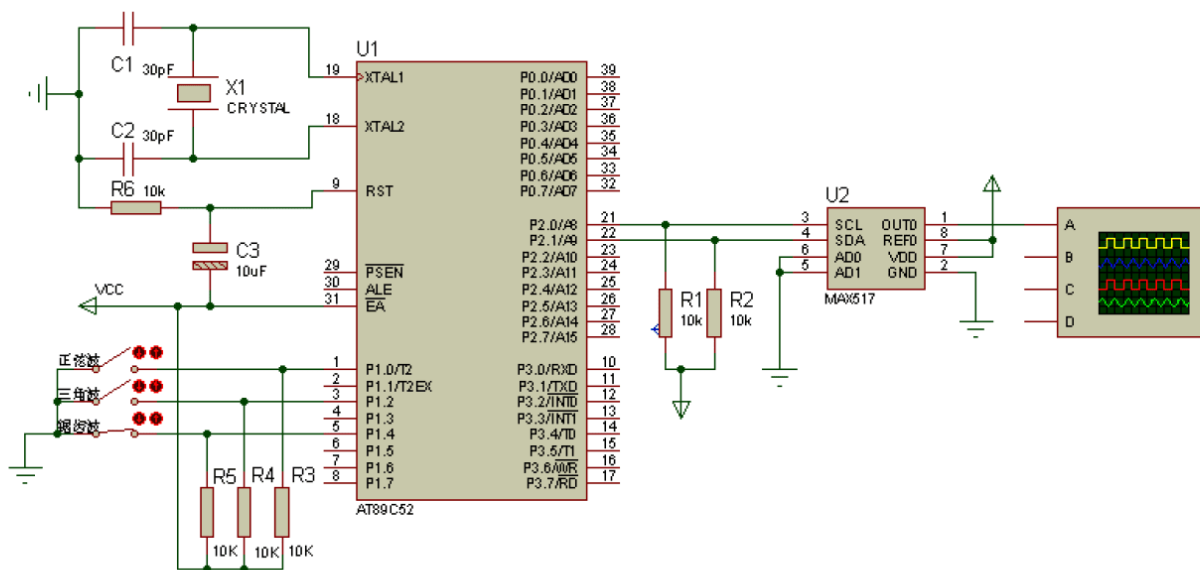 C1
30pF
X1
CRYSTAL
C2
30pF
R6
10k
C3
10uF
VCC
正弦波
三角波
锯齿波
R5
R4
R3
10K
10K
10K
U1
19
XTAL1
18
XTAL2
9
RST
29
PSEN
30
ALE
31
EA
1
P1.0/T2
2
P1.1/T2EX
3
P1.2
4
P1.3
5
P1.4
6
P1.5
7
P1.6
8
P1.7
P0.0/AD0
39
P0.1/AD1
38
P0.2/AD2
37
P0.3/AD3
36
P0.4/AD4
35
P0.5/AD5
34
P0.6/AD6
33
P0.7/AD7
32
P2.0/A8
21
P2.1/A9
22
P2.2/A10
23
P2.3/A11
24
P2.4/A12
25
P2.5/A13
26
P2.6/A14
27
P2.7/A15
28
P3.0/RXD
10
P3.1/TXD
11
P3.2/INT0
12
P3.3/INT1
13
P3.4/T0
14
P3.5/T1
15
P3.6/WR
16
P3.7/RD
17
AT89C52
R1
10k
R2
10k
U2
3
SCL
4
SDA
6
AD0
5
AD1
OUT0
1
REF0
8
VDD
7
GND
2
MAX517
A
B
C
D